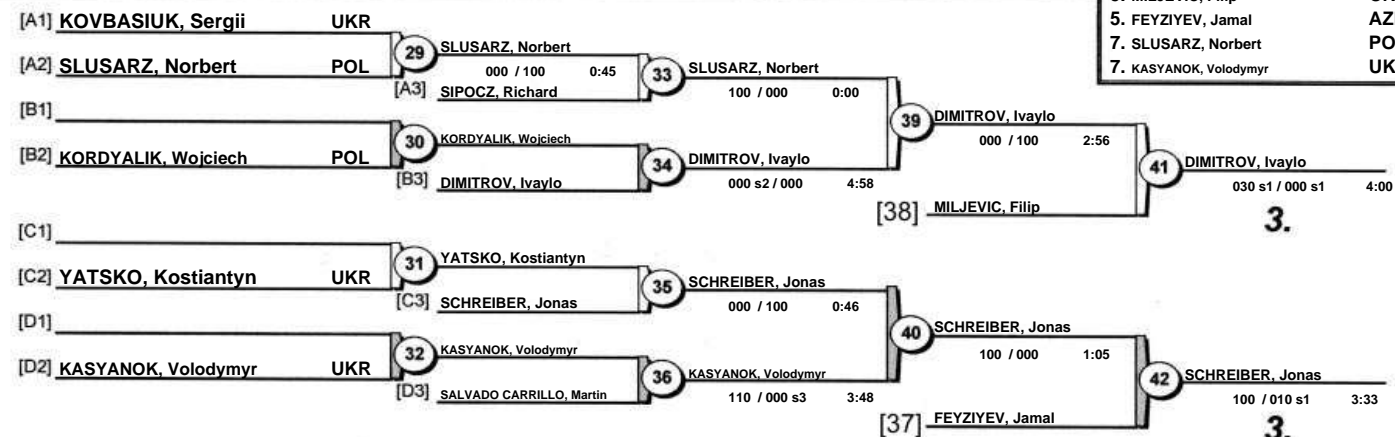 5. FEYZIYEV, Jamal AZ
7. SLUSARZ, Norbert PO
7. KASYANOK, Volodymyr UK
[A1] KOVBASIUK, Sergii UKR
[A2] SLUSARZ, Norbert POL
29 SLUSARZ, Norbert
000 / 100 0:45
[A3] SIPOCZ, Richard
33 SLUSARZ, Norbert
100 / 000 0:00
[B1]
[B2] KORDYALIK, Wojciech POL
30 KORDYALIK, Wojciech
[B3] DIMITROV, Ivaylo
34 DIMITROV, Ivaylo
000 s2 / 000 4:58
39 DIMITROV, Ivaylo
000 / 100 2:56
[38] MILJEVIC, Filip
41 DIMITROV, Ivaylo
030 s1 / 000 s1 4:00
3.
[C1]
[C2] YATSKO, Kostiantyn UKR
31 YATSKO, Kostiantyn
[C3] SCHREIBER, Jonas
35 SCHREIBER, Jonas
000 / 100 0:46
[D1]
[D2] KASYANOK, Volodymyr UKR
32 KASYANOK, Volodymyr
[D3] SALVADO CARRILLO, Martin
36 KASYANOK, Volodymyr
110 / 000 s3 3:48
40 SCHREIBER, Jonas
100 / 000 1:05
[37] FEYZIYEV, Jamal
42 SCHREIBER, Jonas
100 / 010 s1 3:33
3.